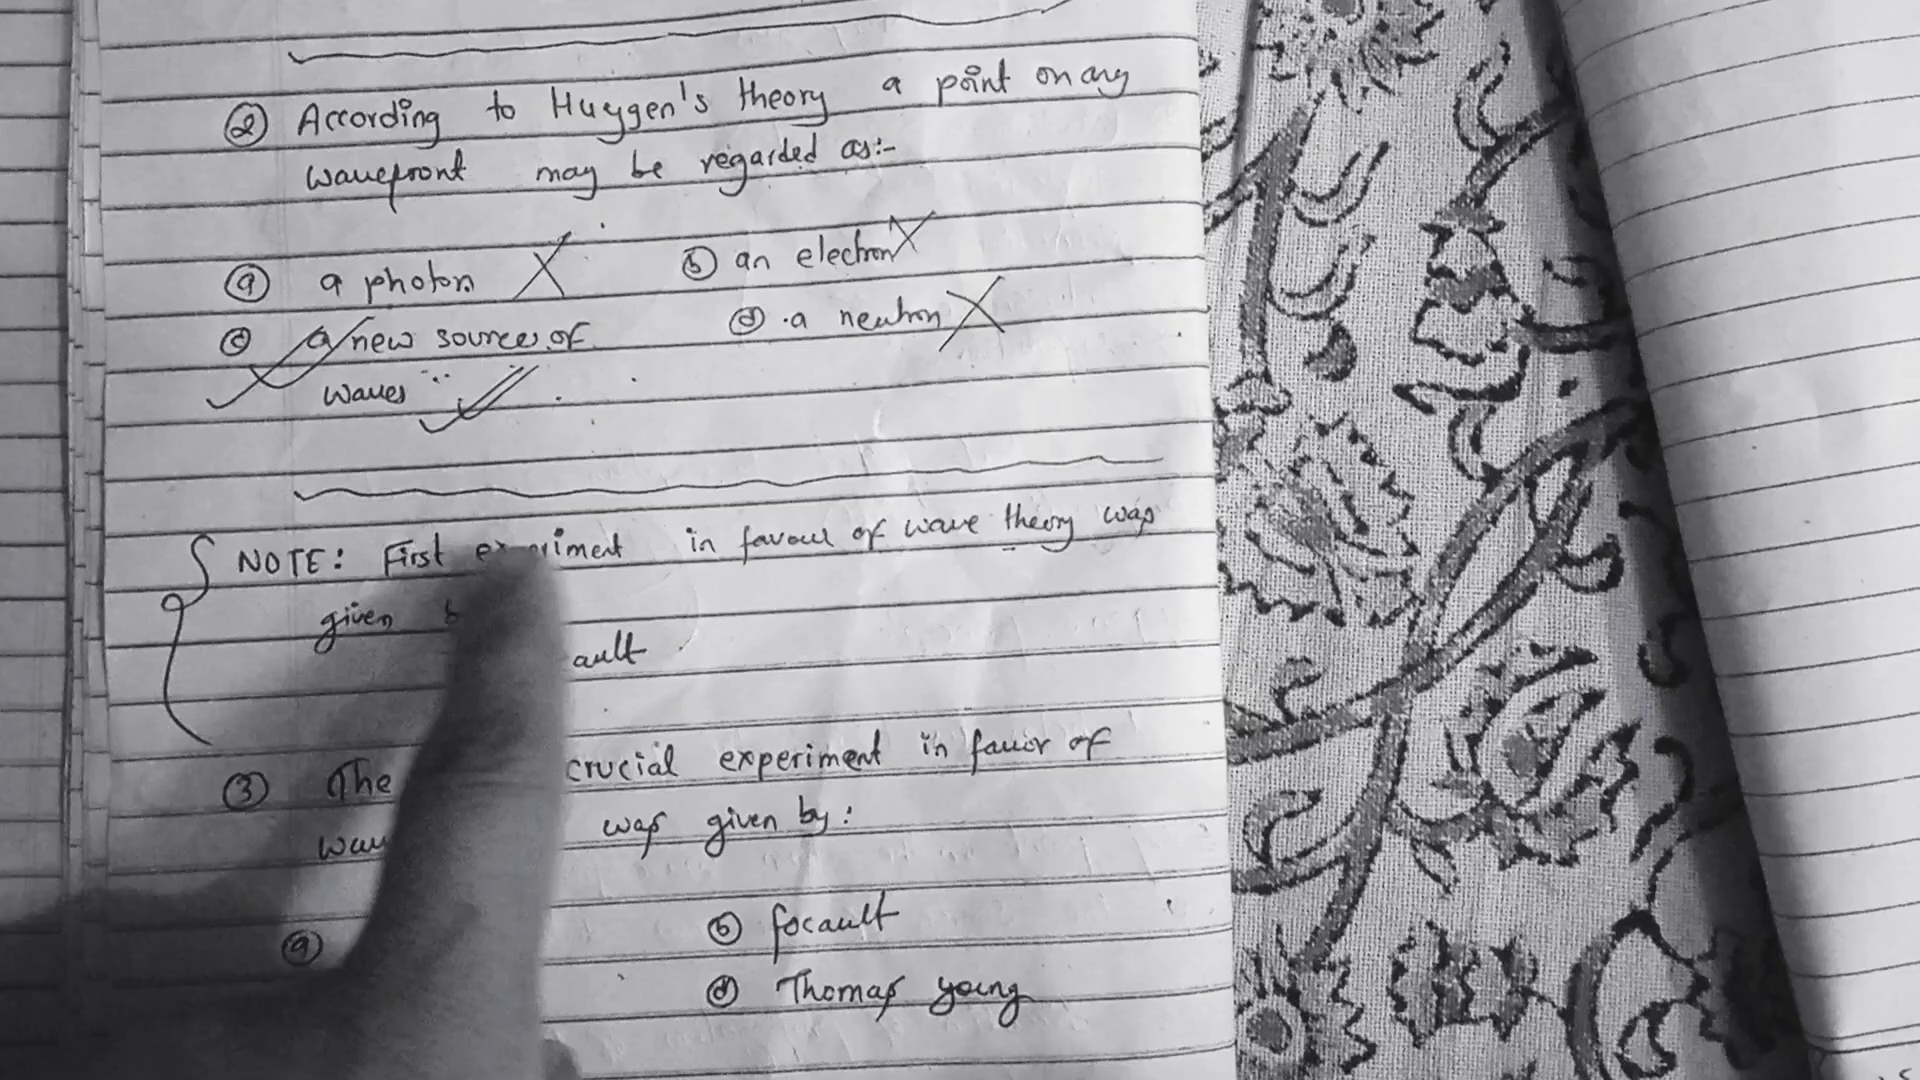 ② According to Huygen's theory a point on any
wavefront may be regarded as:-
ⓐ a photon ⓑ an electron
ⓒ a new sources of ⓓ a neutron
waves
NOTE: First experiment in favour of wave theory was
given
ault
③ The crucial experiment in favor of
was given by:
ⓐ ⓑ focault
ⓓ Thomas young